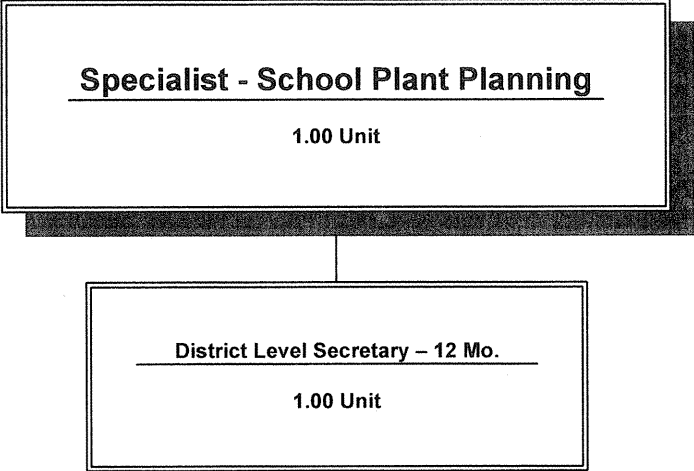 Specialist - School Plant Planning
1.00 Unit
District Level Secretary – 12 Mo.
1.00 Unit